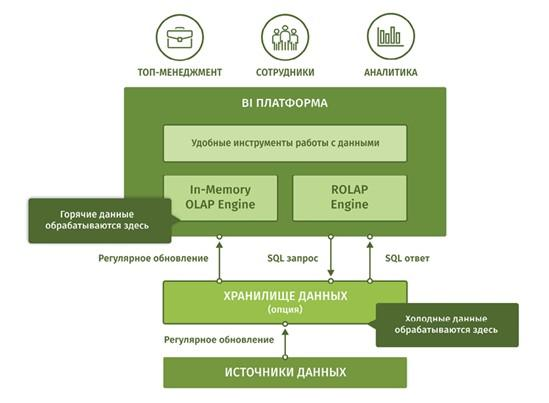 ТОП-МЕНЕДЖМЕНТ
СОТРУДНИКИ
АНАЛИТИКА
BI ПЛАТФОРМА
Удобные инструменты работы с данными
In-Memory
OLAP Engine
ROLAP
Engine
Горячие данные
обрабатываются здесь
Регулярное обновление
SQL запрос
SQL ответ
ХРАНИЛИЩЕ ДАННЫХ
(опция)
Холодные данные
обрабатываются здесь
Регулярное обновление
ИСТОЧНИКИ ДАННЫХ